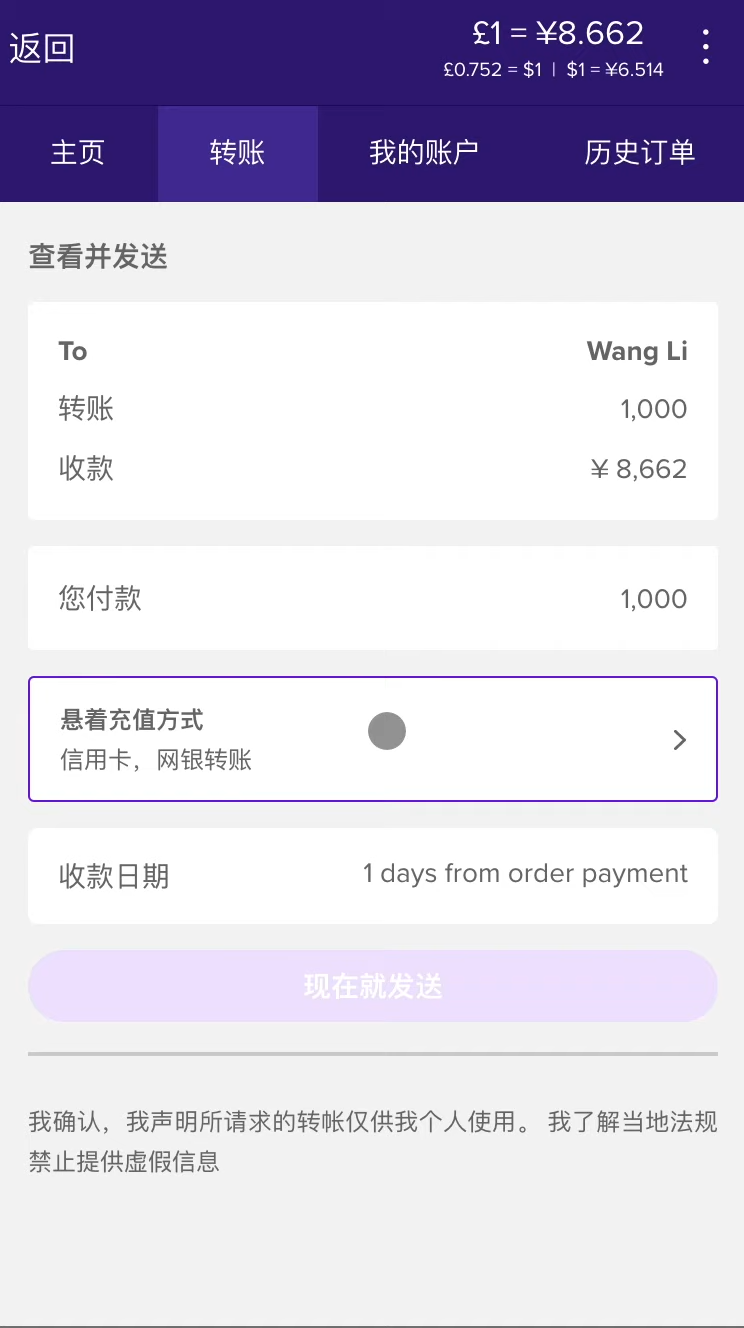 返回
£1 = ¥8.662
£0.752 = $1 | $1 = ¥6.514
主页
转账
我的账户
历史订单
查看并发送
To Wang Li
转账 1,000
收款 ¥ 8,662
您付款 1,000
悬着充值方式
信用卡，网银转账
收款日期 1 days from order payment
现在就发送
我确认，我声明所请求的转帐仅供我个人使用。 我了解当地法规
禁止提供虚假信息